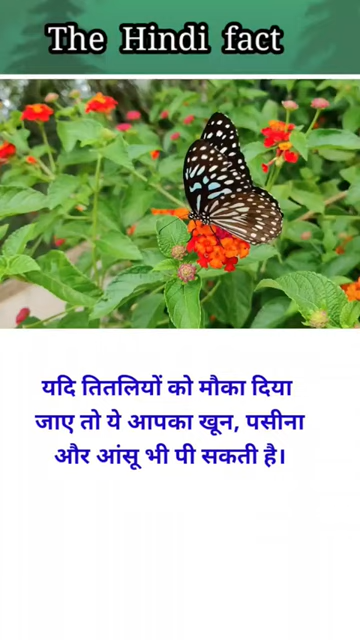 The Hindi fact
यदि तितलियों को मौका दिया
जाए तो ये आपका खून, पसीना
और आंसू भी पी सकती है।